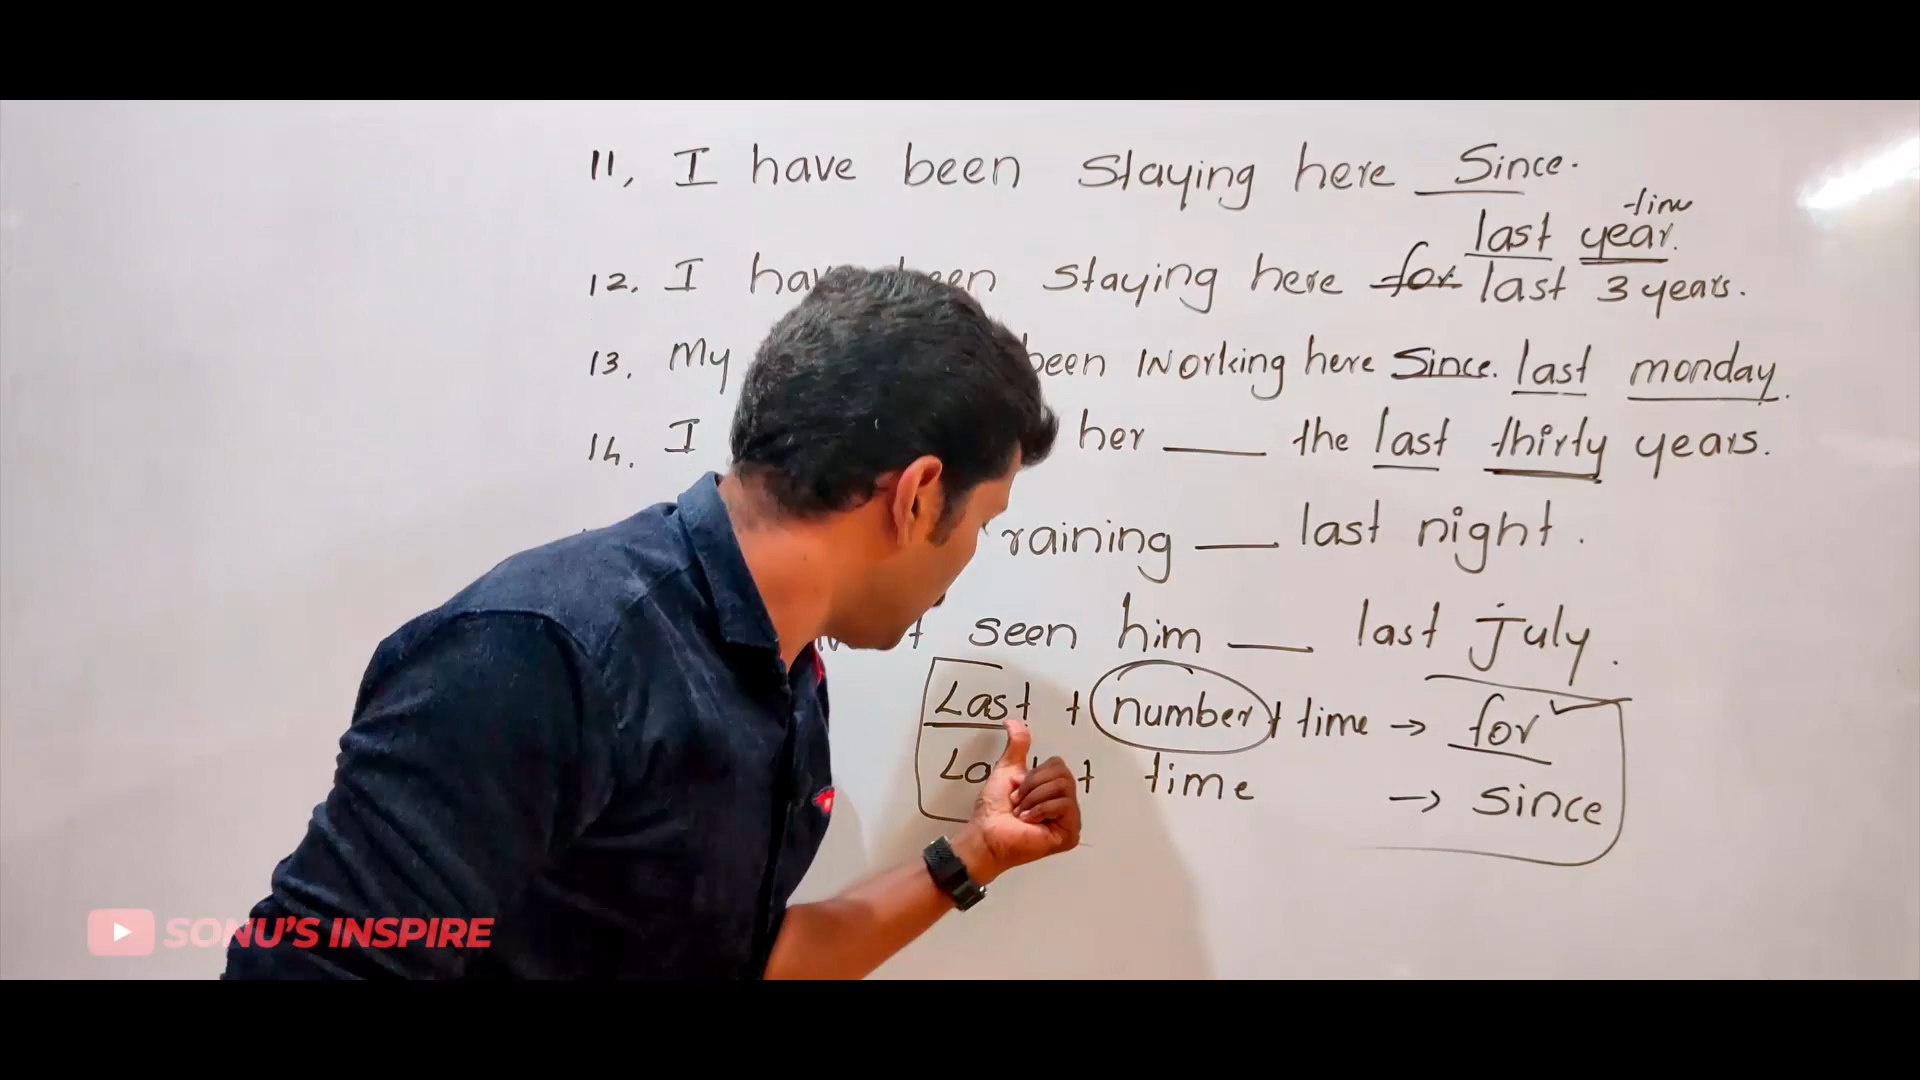 11, I have been staying here Since.
time
last year.
12. I been staying here for last 3 years.
13. My been working here Since. last monday.
14. I her ___ the last thirty years.
raining ___ last night.
seen him ___ last July.
Last + number + time → for
+ time → since
SONU'S INSPIRE